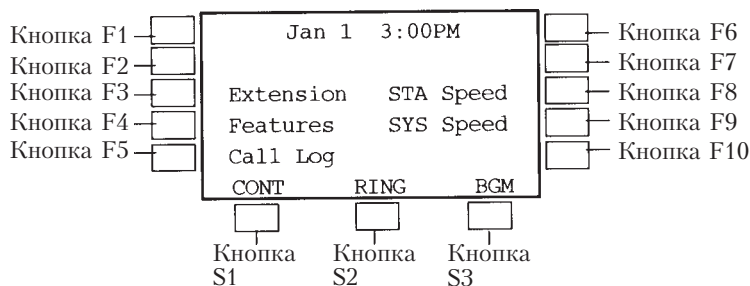 Jan 1 3:00PM
Кнопка F1
Кнопка F6
Кнопка F2
Кнопка F7
Кнопка F3
Extension STA Speed
Кнопка F8
Кнопка F4
Features SYS Speed
Кнопка F9
Кнопка F5
Call Log
Кнопка F10
CONT RING BGM
Кнопка S1
Кнопка S2
Кнопка S3